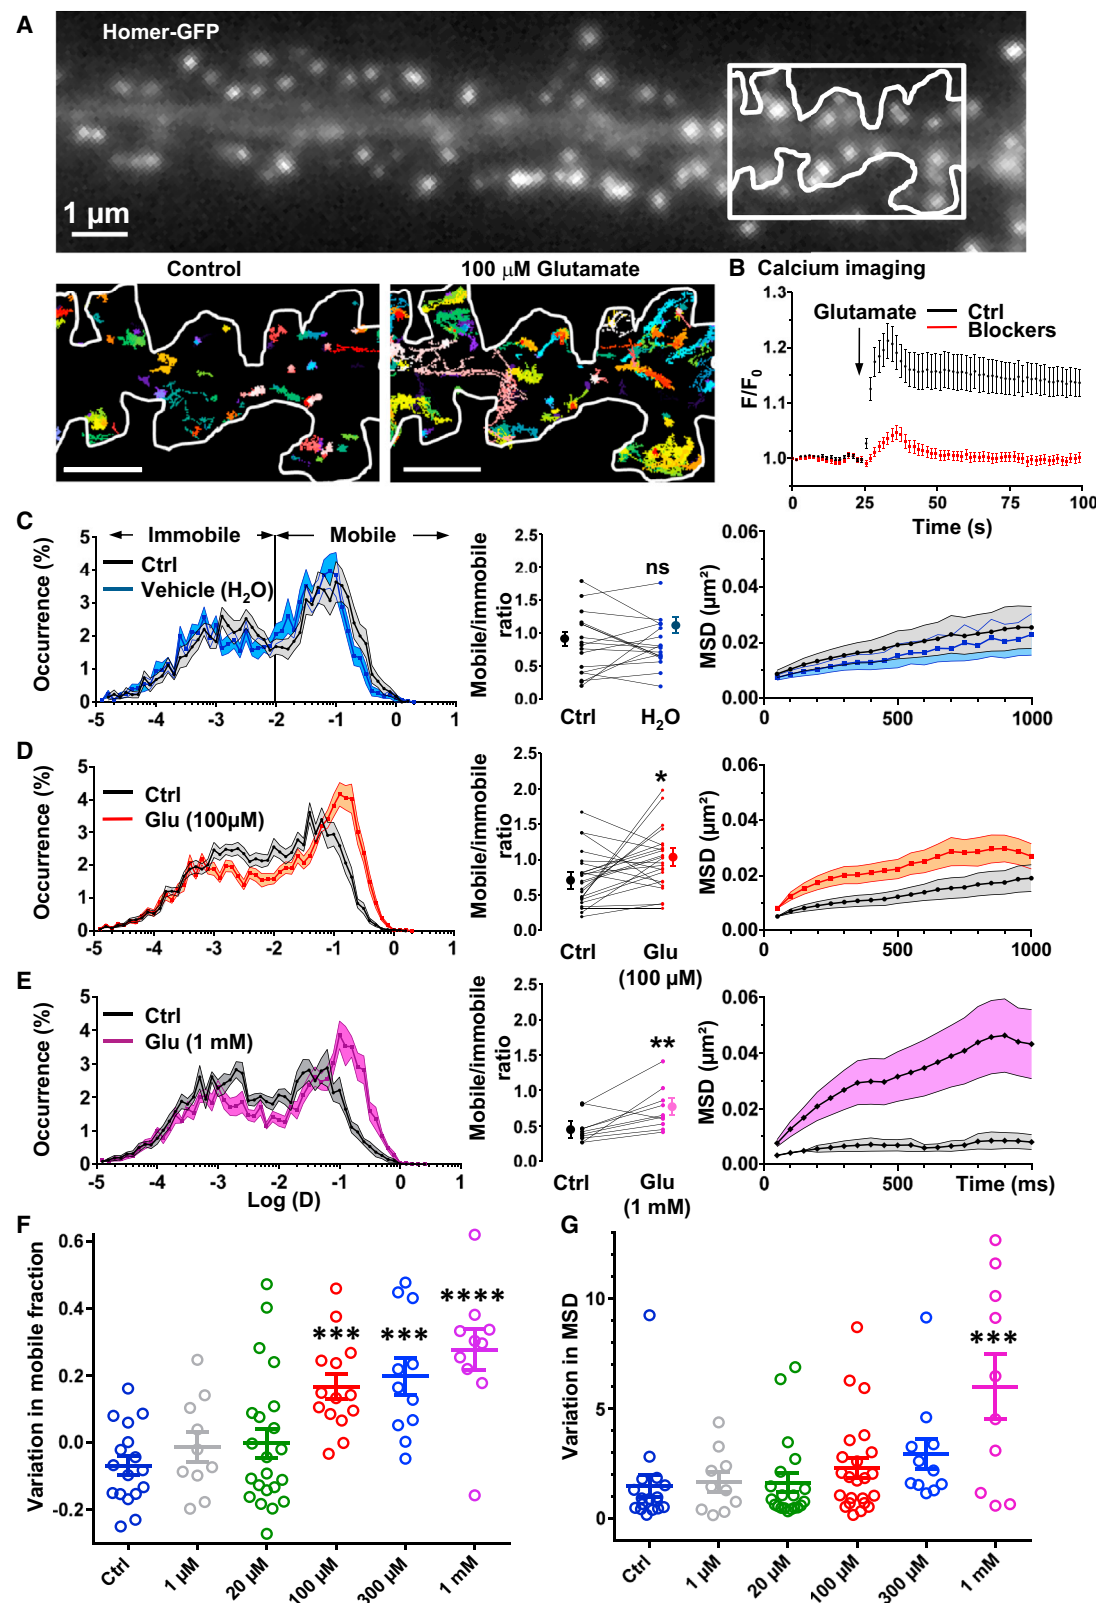 A
Homer-GFP
1 µm
Control
100 µM Glutamate
B Calcium imaging
Glutamate
Ctrl
Blockers
F/F0
1.3
1.2
1.1
1.0
0 25 50 75 100
Time (s)
C
Occurrence (%)
5
4
3
2
1
0
Immobile
Mobile
Ctrl
Vehicle (H2O)
-5 -4 -3 -2 -1 0 1
Mobile/immobile ratio
2.5
2.0
1.5
1.0
0.5
0.0
ns
Ctrl H2O
MSD (µm²)
0.06
0.04
0.02
0.00
0 500 1000
D
Occurrence (%)
5
4
3
2
1
0
Ctrl
Glu (100µM)
-5 -4 -3 -2 -1 0 1
Mobile/immobile ratio
2.5
2.0
1.5
1.0
0.5
0.0
*
Ctrl Glu
(100 µM)
MSD (µm²)
0.06
0.04
0.02
0.00
0 500 1000
E
Occurrence (%)
5
4
3
2
1
0
Ctrl
Glu (1 mM)
-5 -4 -3 -2 -1 0 1
Log (D)
Mobile/immobile ratio
2.5
2.0
1.5
1.0
0.5
0.0
**
Ctrl Glu
(1 mM)
MSD (µm²)
0.06
0.04
0.02
0.00
0 500 1000
Time (ms)
F
Variation in mobile fraction
0.6
0.4
0.2
0.0
-0.2
*** *** ****
Ctrl 1 µM 20 µM 100 µM 300 µM 1 mM
G
Variation in MSD
10
5
0
***
Ctrl 1 µM 20 µM 100 µM 300 µM 1 mM